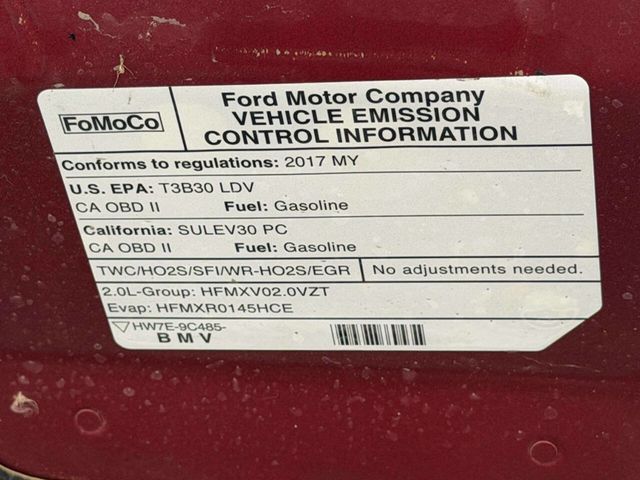 FoMoCo
Ford Motor Company
VEHICLE EMISSION
CONTROL INFORMATION
Conforms to regulations: 2017 MY
U.S. EPA: T3B30 LDV
CA OBD II Fuel: Gasoline
California: SULEV30 PC
CA OBD II Fuel: Gasoline
TWC/HO2S/SFI/WR-HO2S/EGR No adjustments needed.
2.0L-Group: HFMXV02.0VZT
Evap: HFMXR0145HCE
HW7E-9C485-
BMV